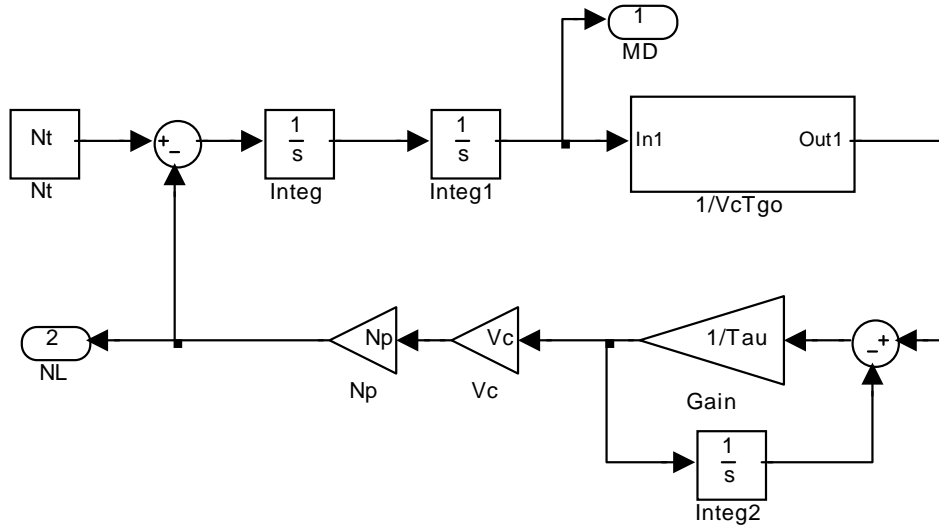 1
MD
Nt
Nt
+
−
1
s
Integ
1
s
Integ1
In1
Out1
1/VcTgo
2
NL
Np
Np
Vc
Vc
1/Tau
Gain
−
+
1
s
Integ2